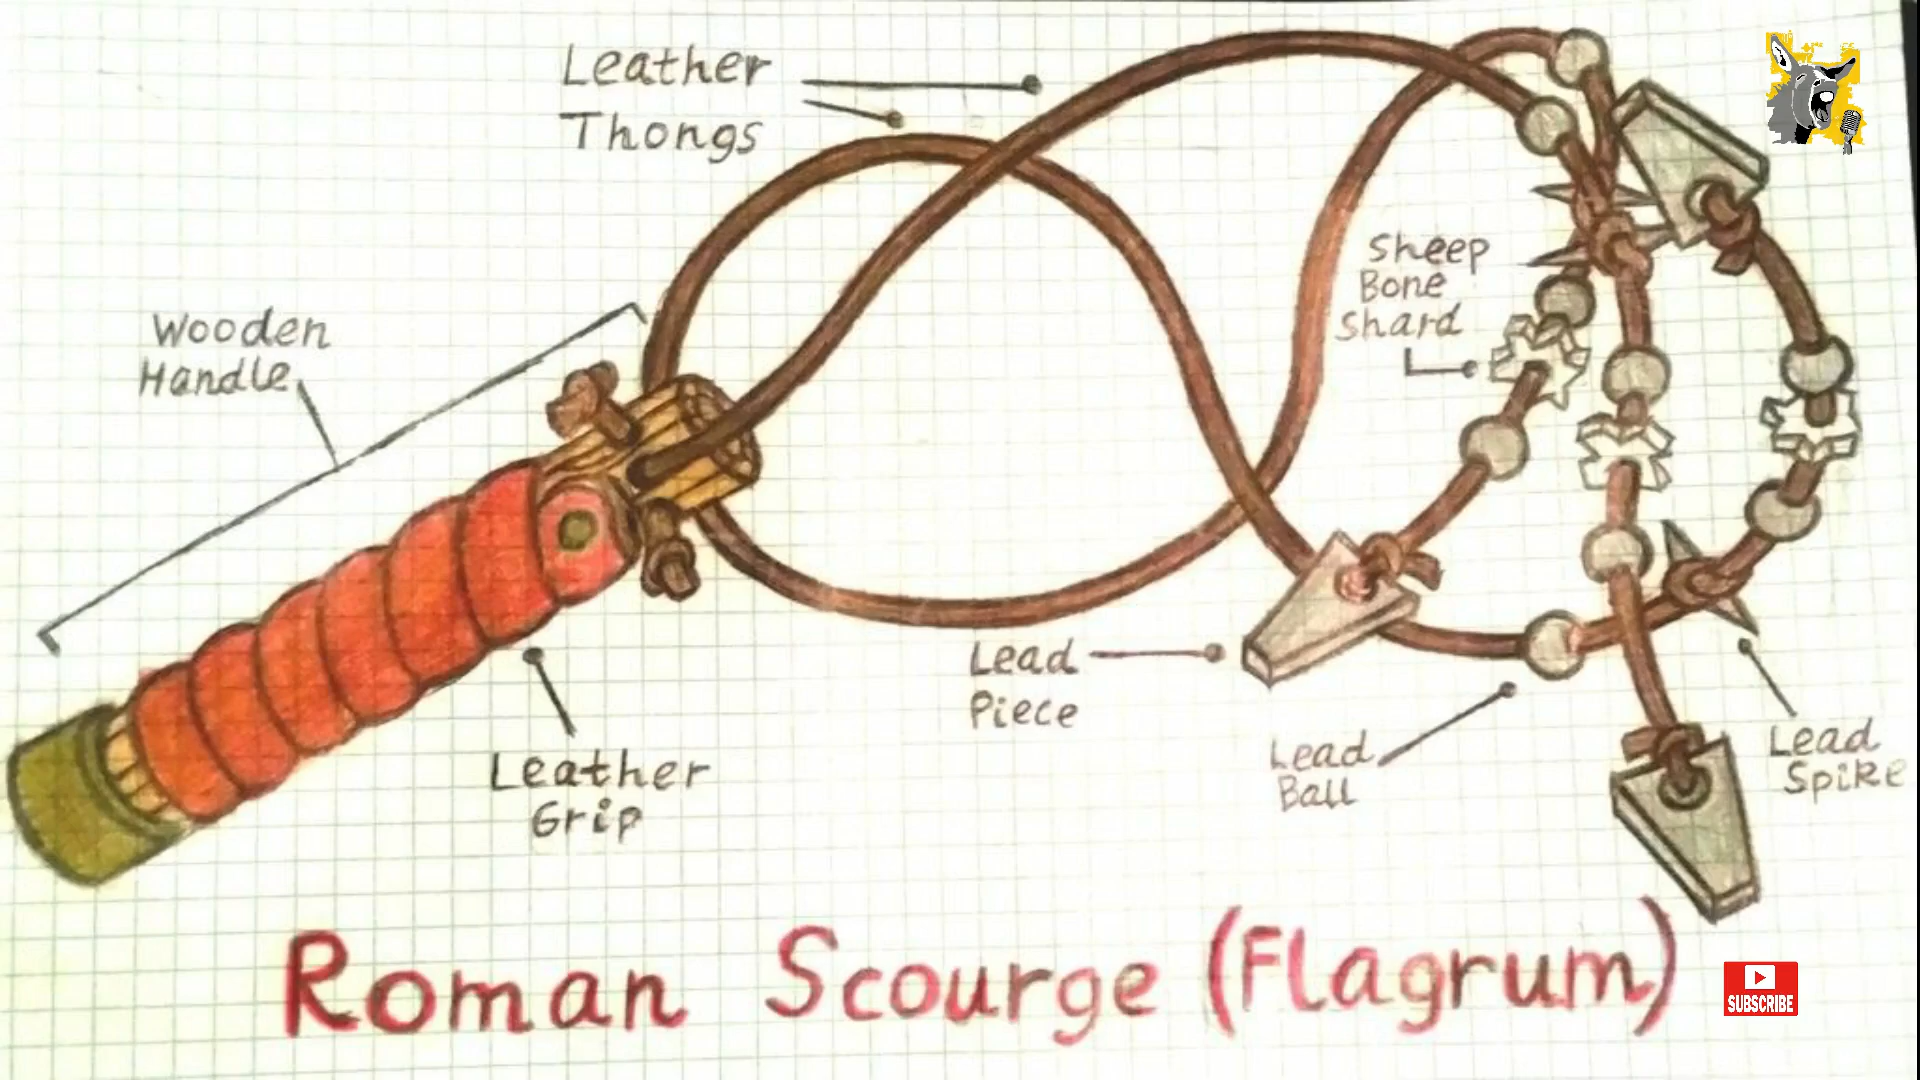 Leather
Thongs
Wooden
Handle
Sheep
Bone
Shard
Lead
Piece
Lead
Ball
Lead
Spike
Leather
Grip
Roman Scourge (Flagrum)
SUBSCRIBE